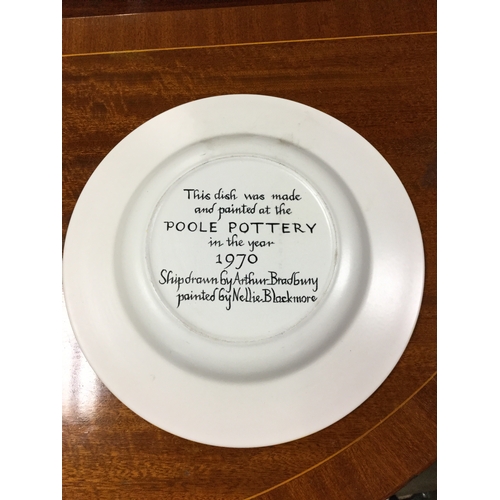 This dish was made
and painted at the
POOLE POTTERY
in the year
1970
Ship drawn by Arthur Bradbury
painted by Nellie Blackmore